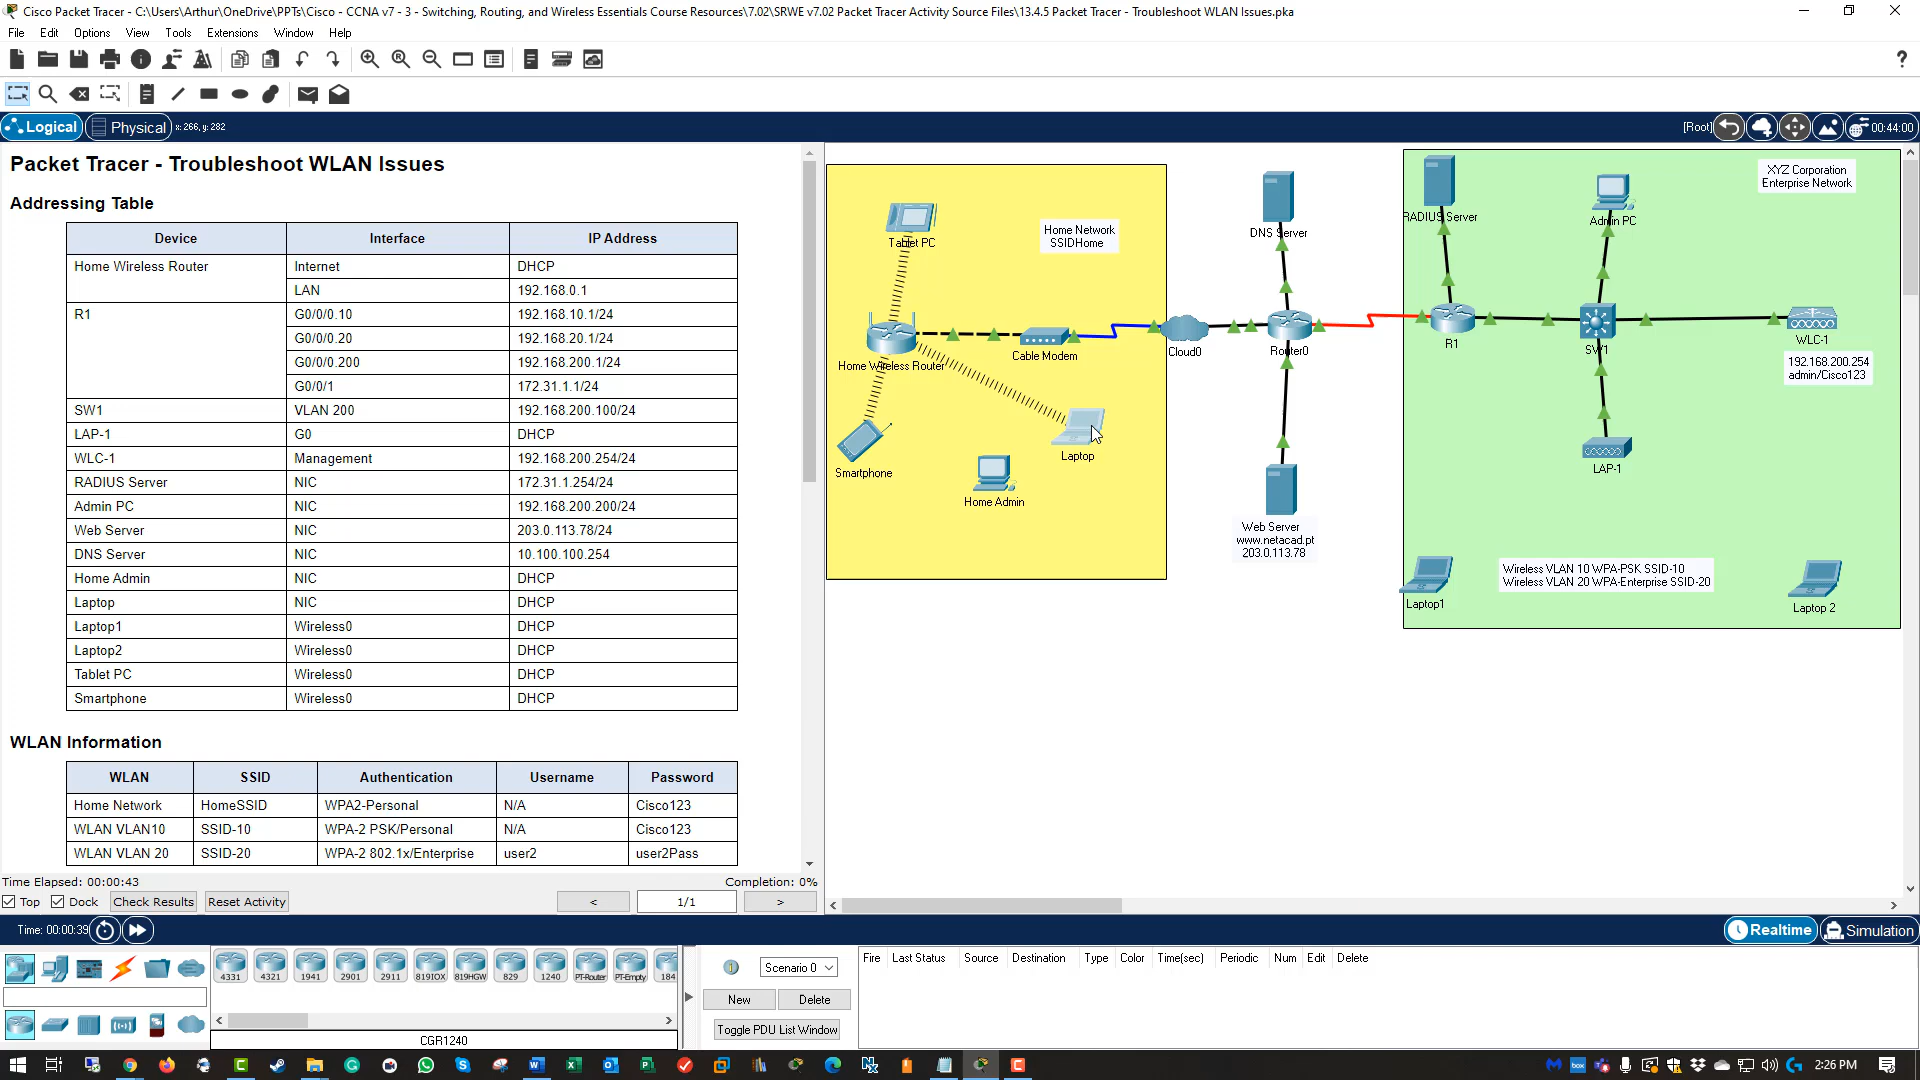 Cisco Packet Tracer - C:\Users\Arthur\OneDrive\PPTs\Cisco - CCNA v7 - 3 - Switching, Routing, and Wireless Essentials Course Resources\7.02\SRWE v7.02 Packet Tracer Activity Source Files\13.4.5 Packet Tracer - Troubleshoot WLAN Issues.pka
File Edit Options View Tools Extensions Window Help
Logical Physical x: 266, y: 282
[Root] 00:44:00
Packet Tracer - Troubleshoot WLAN Issues
Addressing Table
Device Interface IP Address
Home Wireless Router Internet DHCP
LAN 192.168.0.1
R1 G0/0/0.10 192.168.10.1/24
G0/0/0.20 192.168.20.1/24
G0/0/0.200 192.168.200.1/24
G0/0/1 172.31.1.1/24
SW1 VLAN 200 192.168.200.100/24
LAP-1 G0 DHCP
WLC-1 Management 192.168.200.254/24
RADIUS Server NIC 172.31.1.254/24
Admin PC NIC 192.168.200.200/24
Web Server NIC 203.0.113.78/24
DNS Server NIC 10.100.100.254
Home Admin NIC DHCP
Laptop NIC DHCP
Laptop1 Wireless0 DHCP
Laptop2 Wireless0 DHCP
Tablet PC Wireless0 DHCP
Smartphone Wireless0 DHCP
WLAN Information
WLAN SSID Authentication Username Password
Home Network HomeSSID WPA2-Personal N/A Cisco123
WLAN VLAN10 SSID-10 WPA-2 PSK/Personal N/A Cisco123
WLAN VLAN 20 SSID-20 WPA-2 802.1x/Enterprise user2 user2Pass
Time Elapsed: 00:00:43 Completion: 0%
Top Dock Check Results Reset Activity < 1/1 >
Tablet PC
Home Network
SSIDHome
Home Wireless Router
Cable Modem
Smartphone
Laptop
Home Admin
Cloud0
DNS Server
Router0
Web Server
www.netacad.pt
203.0.113.78
XYZ Corporation
Enterprise Network
RADIUS Server
Admin PC
R1
SW1
WLC-1
192.168.200.254
admin/Cisco123
LAP-1
Wireless VLAN 10 WPA-PSK SSID-10
Wireless VLAN 20 WPA-Enterprise SSID-20
Laptop1
Laptop 2
Time: 00:00:39
Realtime Simulation
4331 4321 1941 2901 2911 819IOX 819HGW 829 1240 PT-Router PT-Empty 184
CGR1240
Scenario 0
New Delete
Toggle PDU List Window
Fire Last Status Source Destination Type Color Time(sec) Periodic Num Edit Delete
2:26 PM